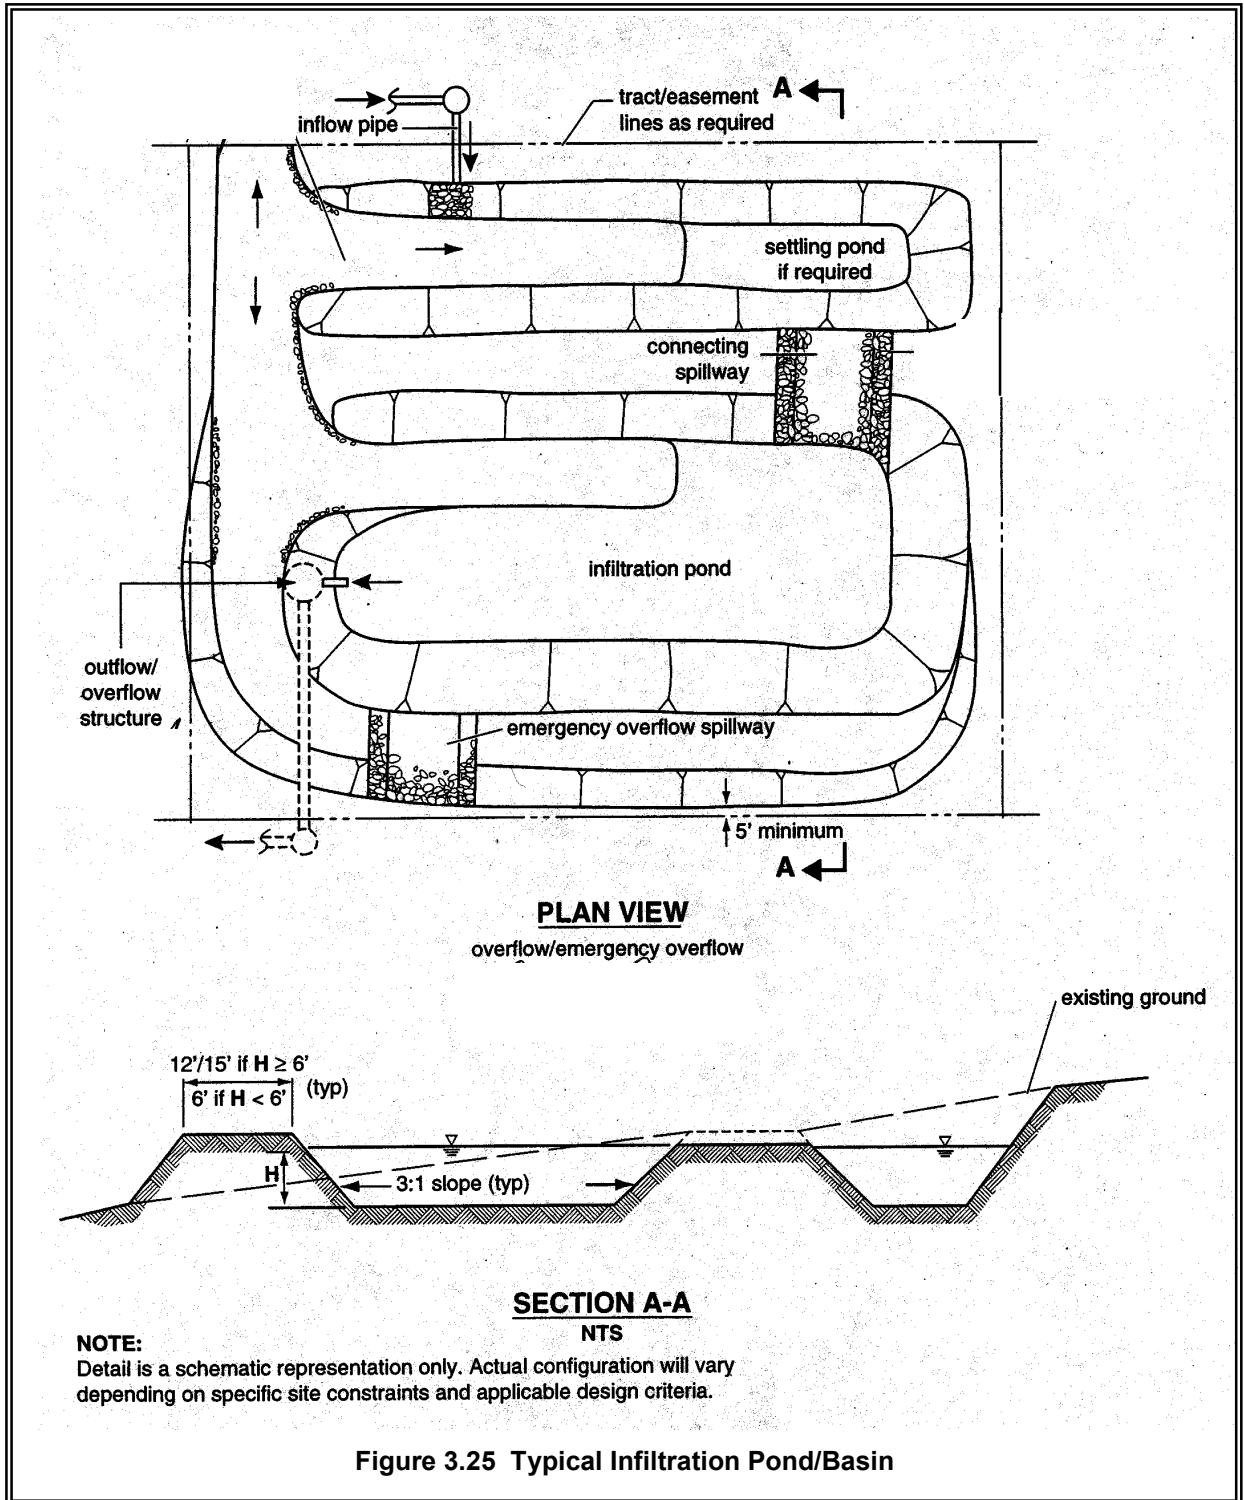 A
tract/easement
lines as required
inflow pipe
settling pond
if required
connecting
spillway
infiltration pond
outflow/
overflow
structure
emergency overflow spillway
5' minimum
A
PLAN VIEW
overflow/emergency overflow
existing ground
12'/15' if H ≥ 6'
(typ)
6' if H < 6'
H
3:1 slope (typ)
SECTION A-A
NTS
NOTE:
Detail is a schematic representation only. Actual configuration will vary
depending on specific site constraints and applicable design criteria.
Figure 3.25 Typical Infiltration Pond/Basin